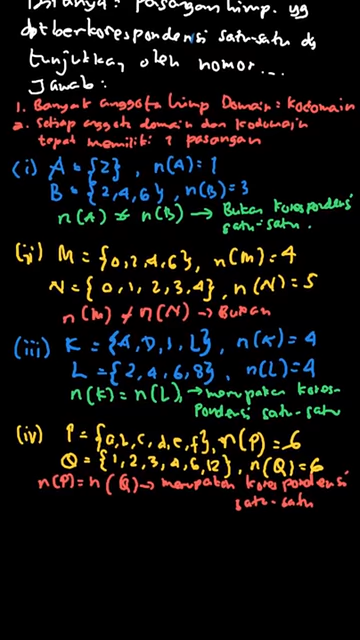 Ditanya: pasangan himp. yg
dpt berkorespondensi satu-satu dg
tunjukkan oleh nomor...
Jawab:
1. Banyak anggota himp Domain = kodomain
2. Setiap anggota domain dan kodomain
tepat memiliki 1 pasangan
(i) A = {2}, n(A) = 1
B = {2,4,6}, n(B) = 3
n(A) ≠ n(B) → Bukan korespondensi
satu-satu.
(ii) M = {0,2,4,6}, n(M) = 4
N = {0,1,2,3,4}, n(N) = 5
n(M) ≠ n(N) → Bukan
(iii) K = {A, D, I, L}, n(K) = 4
L = {2,4,6,8}, n(L) = 4
n(K) = n(L), → merupakan kores-
pondensi satu-satu
(iv) P = {a,b,c,d,e,f}, n(P) = 6
Q = {1,2,3,4,6,12}, n(Q) = 6
n(P) = n(Q) → merupakan korespondensi
satu-satu